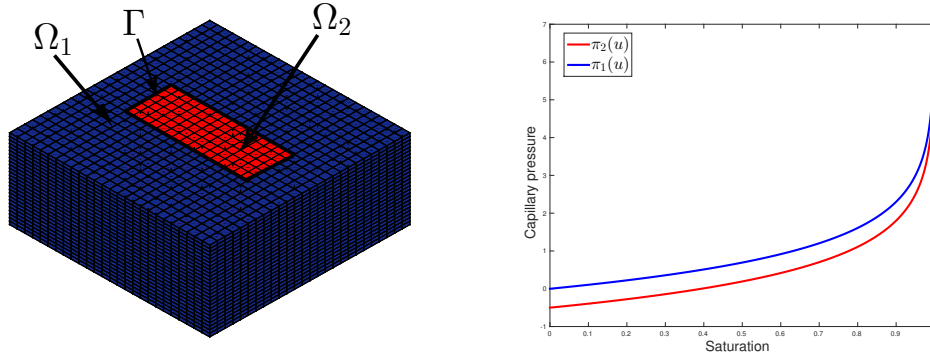 Ω₁
Γ
Ω₂
π₂(u)
π₁(u)
Capillary pressure
7
6
5
4
3
2
1
0
-1
0 0.1 0.2 0.3 0.4 0.5 0.6 0.7 0.8 0.9
Saturation